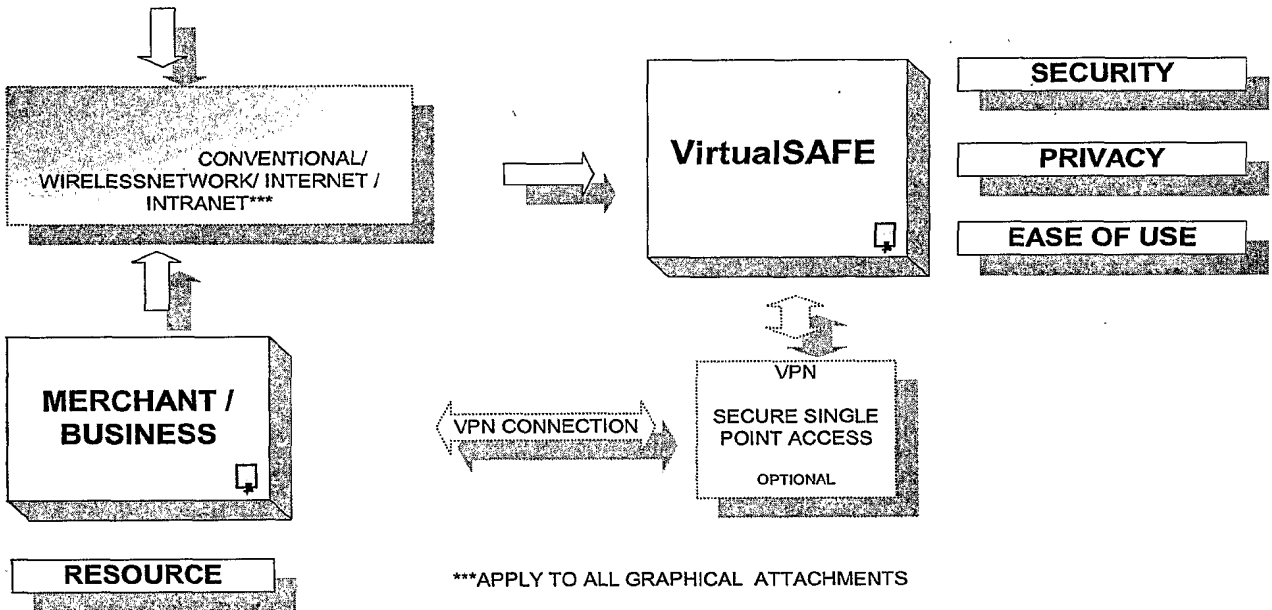 CONVENTIONAL/
WIRELESSNETWORK/ INTERNET /
INTRANET***
VirtualSAFE
SECURITY
PRIVACY
EASE OF USE
MERCHANT /
BUSINESS
VPN CONNECTION
VPN
SECURE SINGLE
POINT ACCESS
OPTIONAL
RESOURCE
***APPLY TO ALL GRAPHICAL ATTACHMENTS